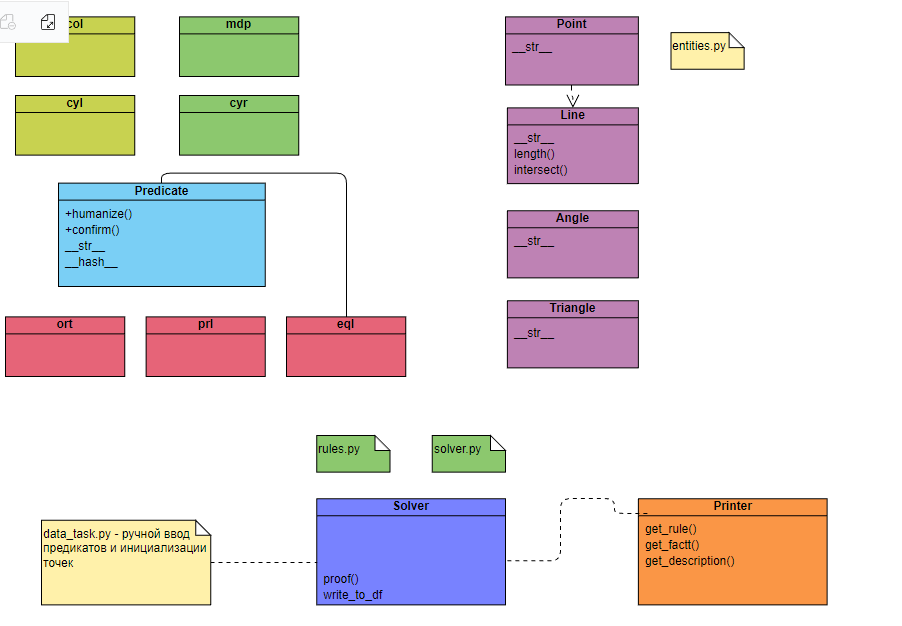 col
mdp
cyl
cyr
Predicate
+humanize()
+confirm()
__str__
__hash__
ort
prl
eql
Point
__str__
entities.py
Line
__str__
length()
intersect()
Angle
__str__
Triangle
__str__
rules.py
solver.py
data_task.py - ручной ввод
предикатов и инициализации
точек
Solver
proof()
write_to_df
Printer
get_rule()
get_factt()
get_description()